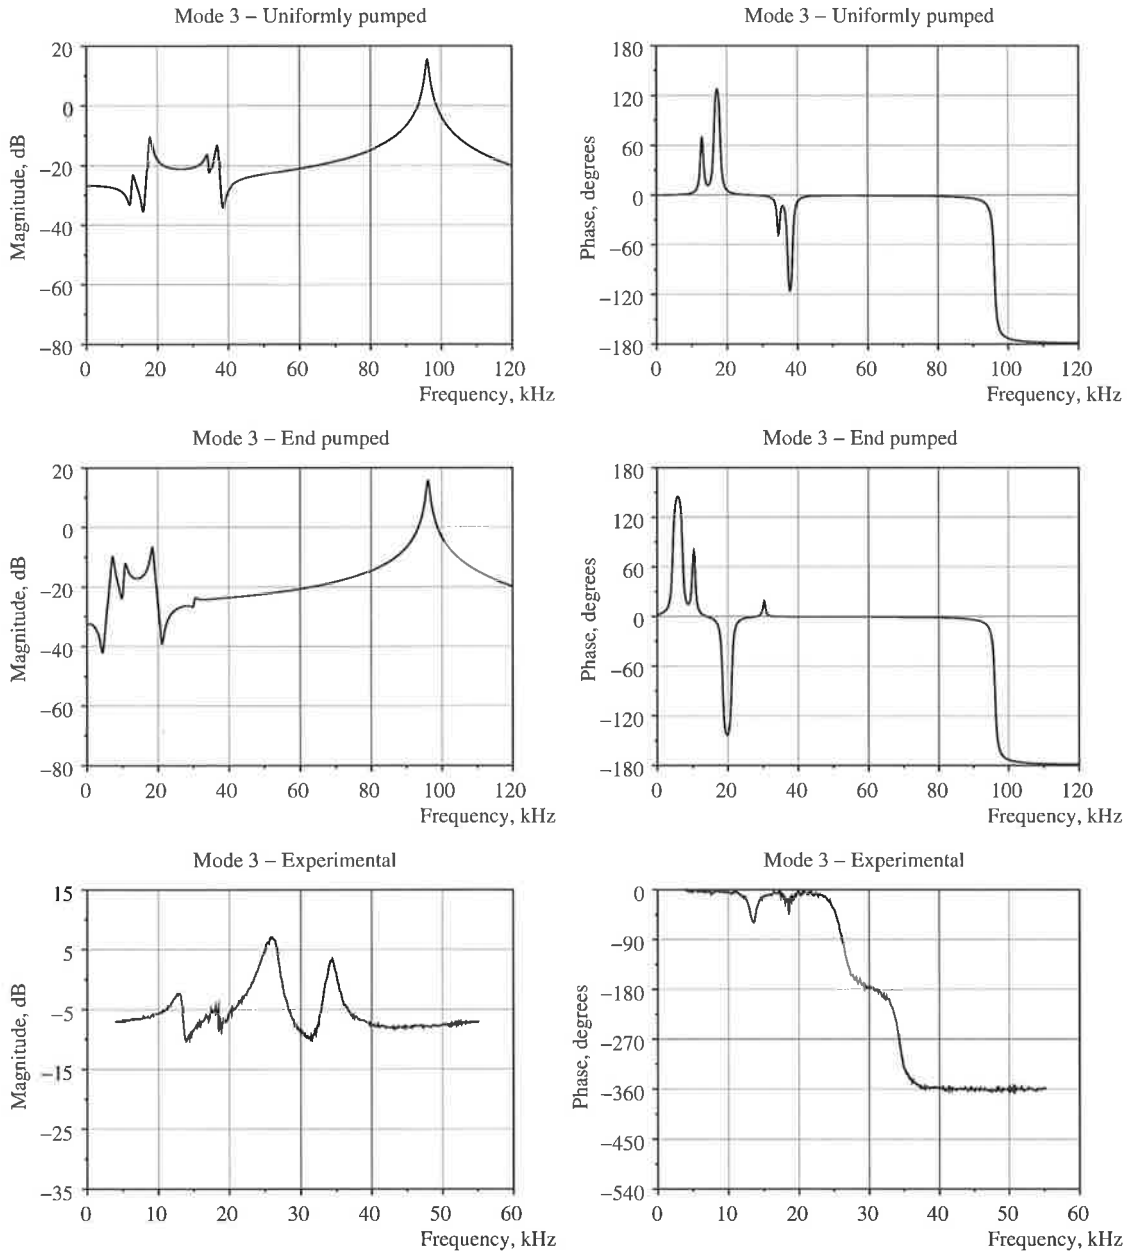 Mode 3 – Uniformly pumped
Mode 3 – Uniformly pumped
20
0
−20
−40
−60
−80
Magnitude, dB
0 20 40 60 80 100 120
Frequency, kHz
180
120
60
0
−60
−120
−180
Phase, degrees
0 20 40 60 80 100 120
Frequency, kHz
Mode 3 – End pumped
Mode 3 – End pumped
20
0
−20
−40
−60
−80
Magnitude, dB
0 20 40 60 80 100 120
Frequency, kHz
180
120
60
0
−60
−120
−180
Phase, degrees
0 20 40 60 80 100 120
Frequency, kHz
Mode 3 – Experimental
Mode 3 – Experimental
15
5
−5
−15
−25
−35
Magnitude, dB
0 10 20 30 40 50 60
Frequency, kHz
0
−90
−180
−270
−360
−450
−540
Phase, degrees
0 10 20 30 40 50 60
Frequency, kHz